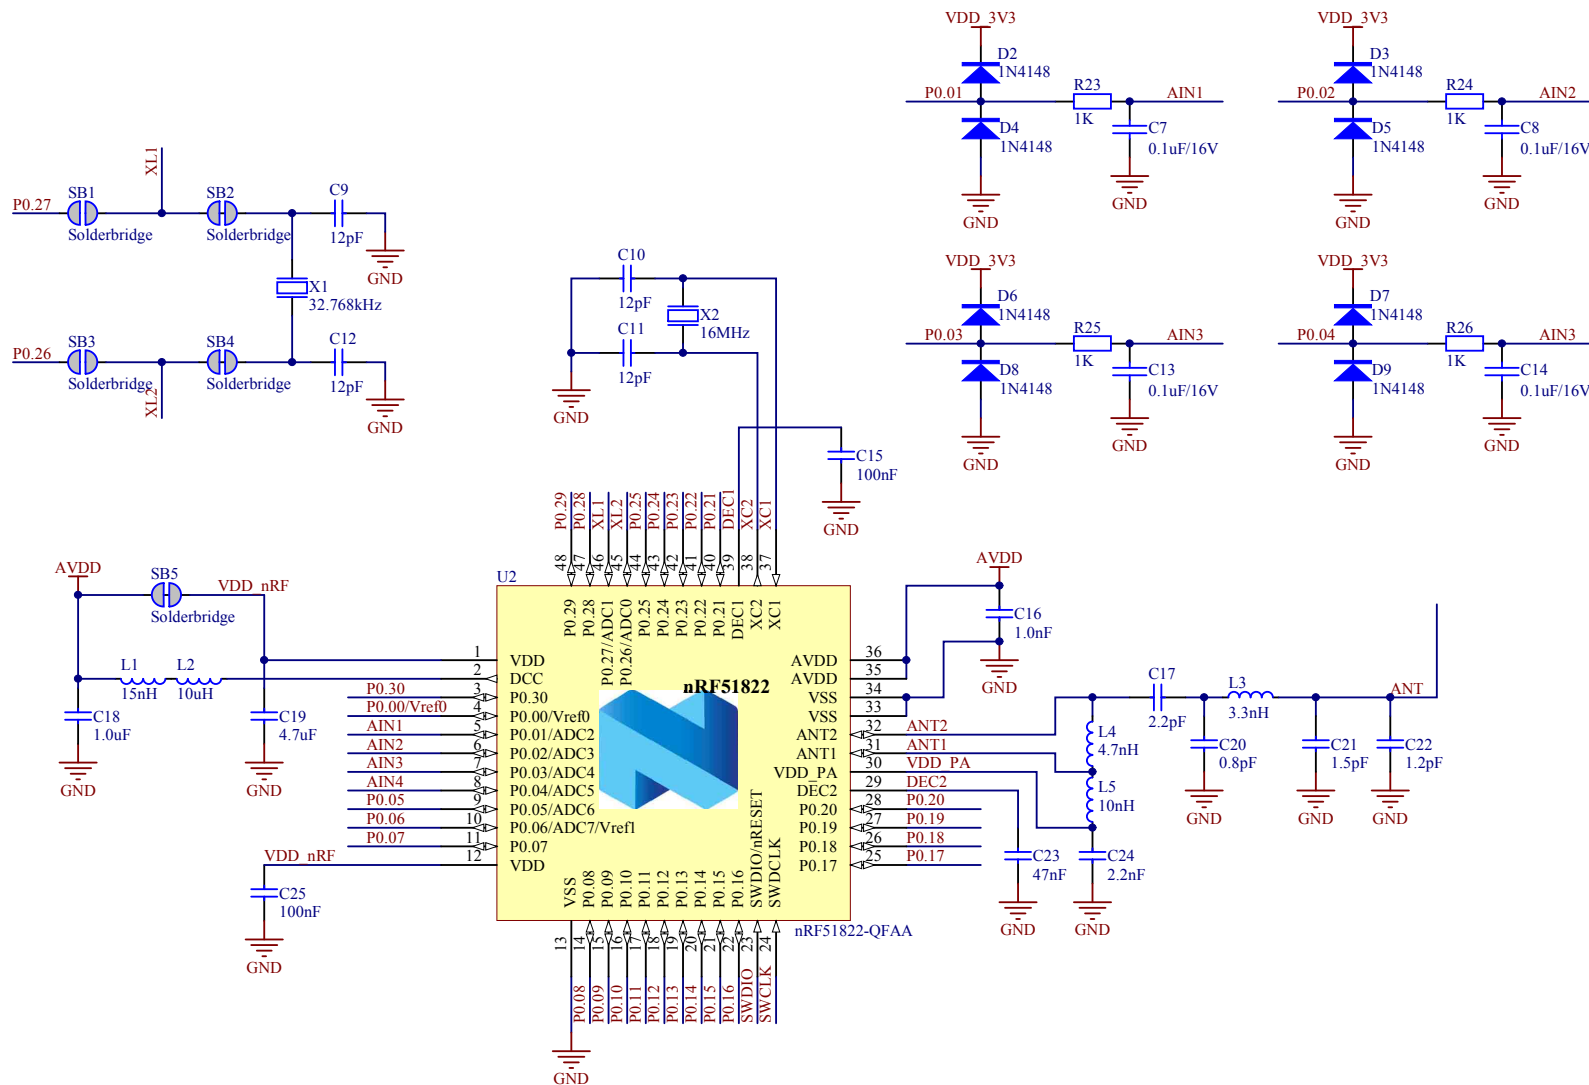 VDD_3V3
D2
1N4148
P0.01
R23
1K
AIN1
D4
1N4148
C7
0.1uF/16V
GND
GND
VDD_3V3
D3
1N4148
P0.02
R24
1K
AIN2
D5
1N4148
C8
0.1uF/16V
GND
GND
XL1
P0.27
SB1
Solderbridge
SB2
Solderbridge
C9
12pF
GND
X1
32.768kHz
P0.26
SB3
Solderbridge
SB4
Solderbridge
C12
12pF
GND
XL2
C10
12pF
X2
16MHz
C11
12pF
GND
VDD_3V3
D6
1N4148
P0.03
R25
1K
AIN3
D8
1N4148
C13
0.1uF/16V
GND
GND
VDD_3V3
D7
1N4148
P0.04
R26
1K
AIN3
D9
1N4148
C14
0.1uF/16V
GND
GND
C15
100nF
GND
P0.29
P0.28
XL1
XL2
P0.25
P0.24
P0.23
P0.22
P0.21
DEC1
XC2
XC1
48
47
46
45
44
43
42
41
40
39
38
37
U2
P0.29
P0.28
P0.27/ADC1
P0.26/ADC0
P0.25
P0.24
P0.23
P0.22
P0.21
DEC1
XC2
XC1
nRF51822
AVDD
SB5
Solderbridge
VDD_nRF
L1
15nH
L2
10uH
C18
1.0uF
GND
C19
4.7uF
GND
1 VDD
2 DCC
P0.30 3 P0.30
P0.00/Vref0 4 P0.00/Vref0
AIN1 5 P0.01/ADC2
AIN2 6 P0.02/ADC3
AIN3 7 P0.03/ADC4
AIN4 8 P0.04/ADC5
P0.05 9 P0.05/ADC6
P0.06 10 P0.06/ADC7/Vref1
P0.07 11 P0.07
VDD_nRF 12 VDD
C25
100nF
GND
AVDD 36
AVDD 35
VSS 34
VSS 33
ANT2 32 ANT2
ANT1 31 ANT1
VDD_PA 30 VDD_PA
DEC2 29 DEC2
P0.20 28 P0.20
P0.19 27 P0.19
P0.18 26 P0.18
P0.17 25 P0.17
AVDD
C16
1.0nF
GND
C17
2.2pF
L3
3.3nH
ANT
L4
4.7nH
L5
10nH
C20
0.8pF
GND
C21
1.5pF
GND
C22
1.2pF
GND
C23
47nF
GND
C24
2.2nF
GND
VSS
P0.08
P0.09
P0.10
P0.11
P0.12
P0.13
P0.14
P0.15
P0.16
SWDIO/nRESET
SWDCLK
nRF51822-QFAA
13
14
15
16
17
18
19
20
21
22
23
24
P0.08
P0.09
P0.10
P0.11
P0.12
P0.13
P0.14
P0.15
P0.16
SWDIO
SWCLK
GND